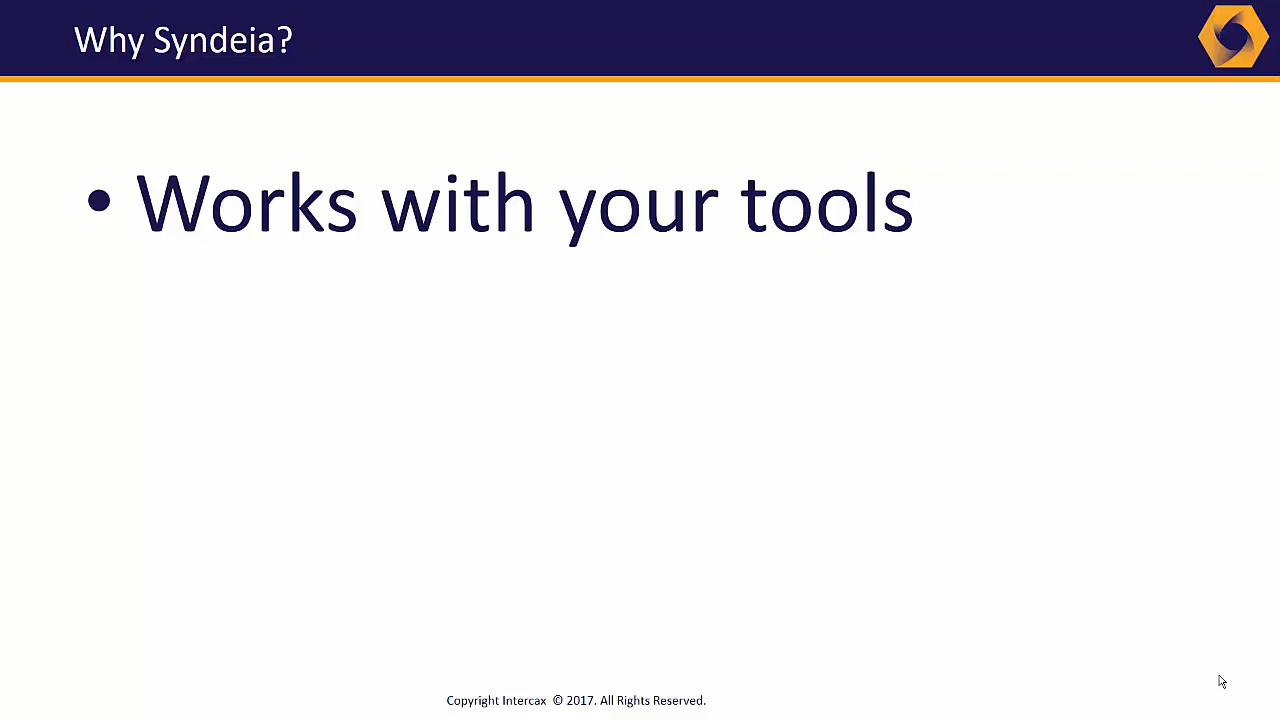 Why Syndeia?
• Works with your tools
Copyright Intercax © 2017. All Rights Reserved.